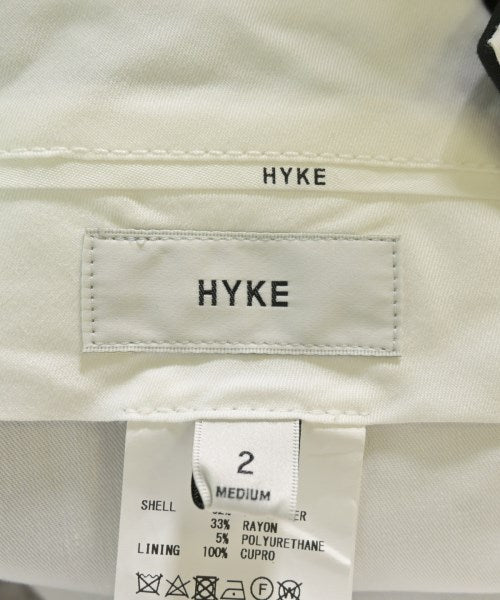 HYKE
HYKE
2
MEDIUM
SHELL
33% RAYON
5% POLYURETHANE
LINING 100% CUPRO